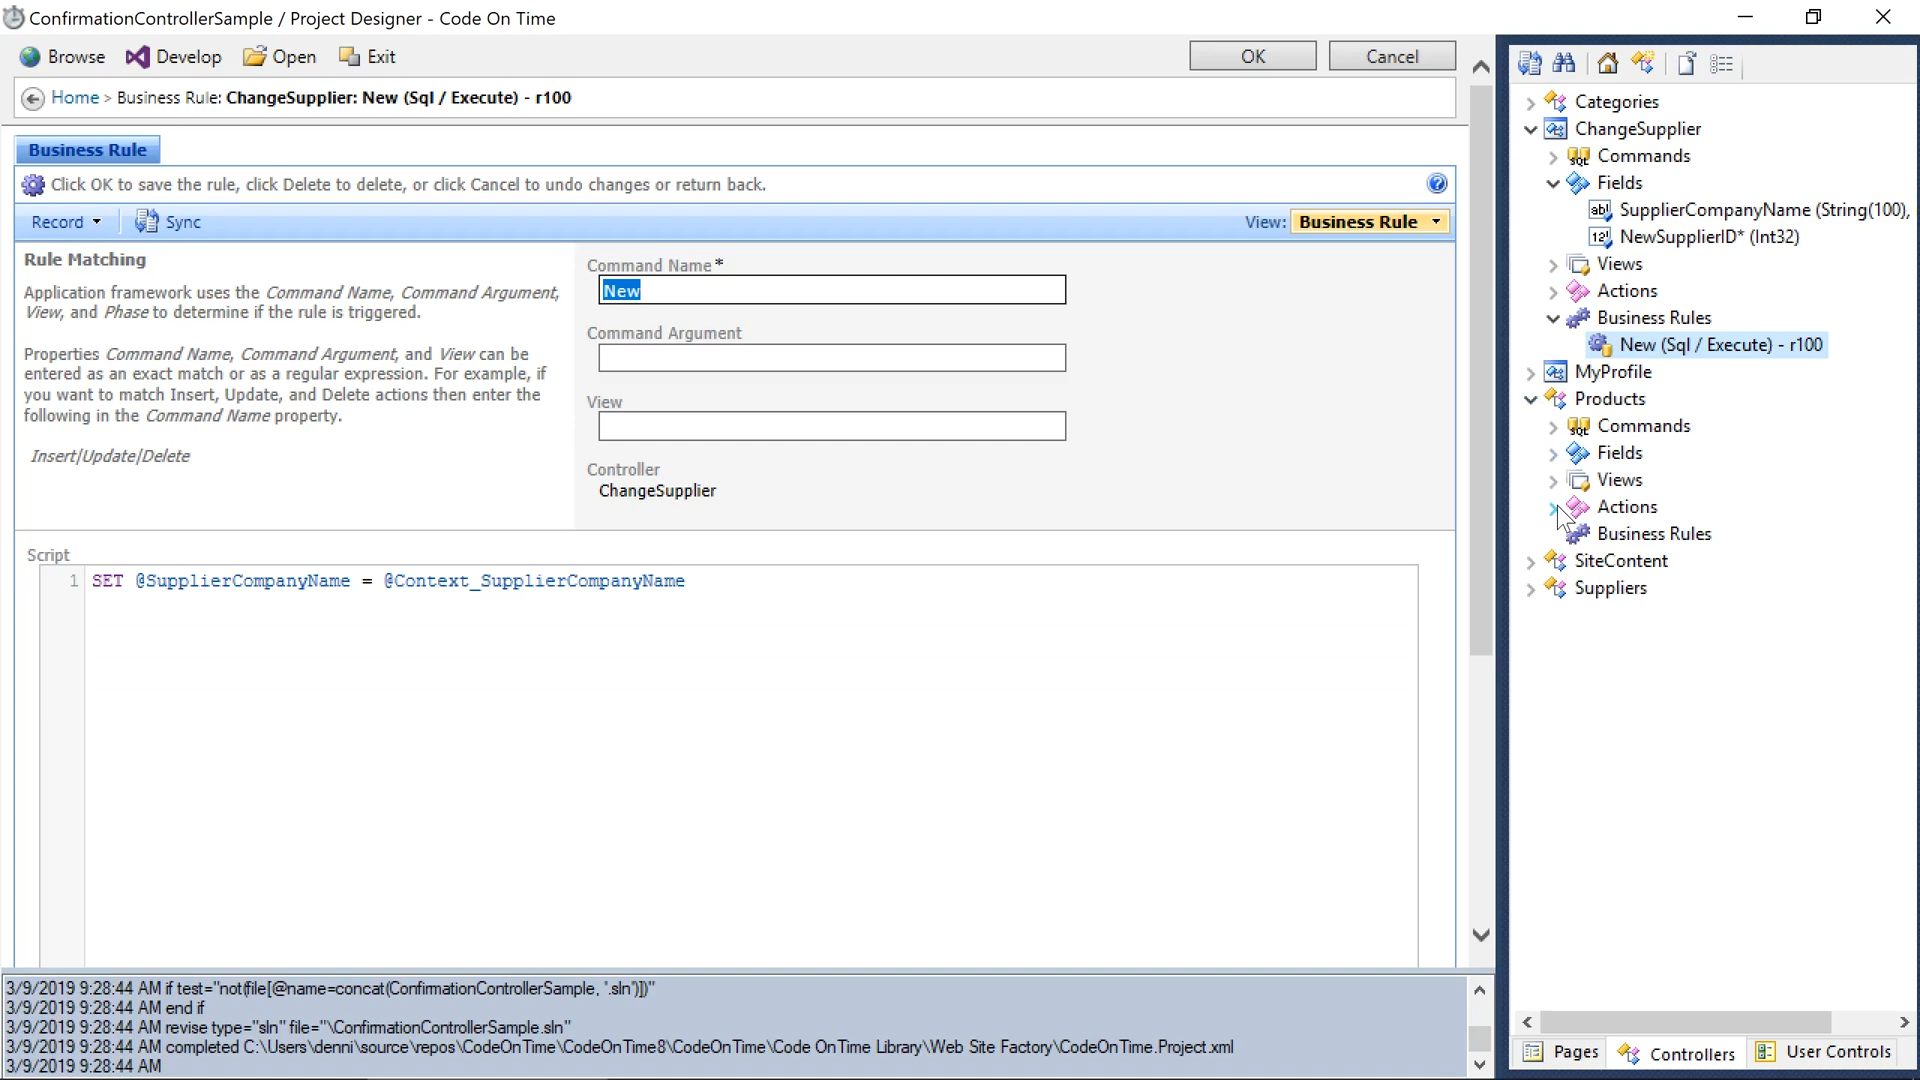 ConfirmationControllerSample / Project Designer - Code On Time
Browse Develop Open Exit OK Cancel
Home > Business Rule: ChangeSupplier: New (Sql / Execute) - r100
Business Rule
Click OK to save the rule, click Delete to delete, or click Cancel to undo changes or return back.
Record Sync View: Business Rule
Rule Matching
Application framework uses the Command Name, Command Argument,
View, and Phase to determine if the rule is triggered.
Properties Command Name, Command Argument, and View can be
entered as an exact match or as a regular expression. For example, if
you want to match Insert, Update, and Delete actions then enter the
following in the Command Name property.
Insert|Update|Delete
Command Name *
New
Command Argument
View
Controller
ChangeSupplier
Script
1 SET @SupplierCompanyName = @Context_SupplierCompanyName
3/9/2019 9:28:44 AM if test="not(file[@name=concat(ConfirmationControllerSample, '.sln')])"
3/9/2019 9:28:44 AM end if
3/9/2019 9:28:44 AM revise type="sln" file="\ConfirmationControllerSample.sln"
3/9/2019 9:28:44 AM completed C:\Users\denni\source\repos\CodeOnTime\CodeOnTime8\CodeOnTime\Code OnTime Library\Web Site Factory\CodeOnTime.Project.xml
3/9/2019 9:28:44 AM
Categories
ChangeSupplier
SQL Commands
Fields
ab SupplierCompanyName (String(100),
12 NewSupplierID* (Int32)
Views
Actions
Business Rules
New (Sql / Execute) - r100
MyProfile
Products
SQL Commands
Fields
Views
Actions
Business Rules
SiteContent
Suppliers
Pages Controllers User Controls